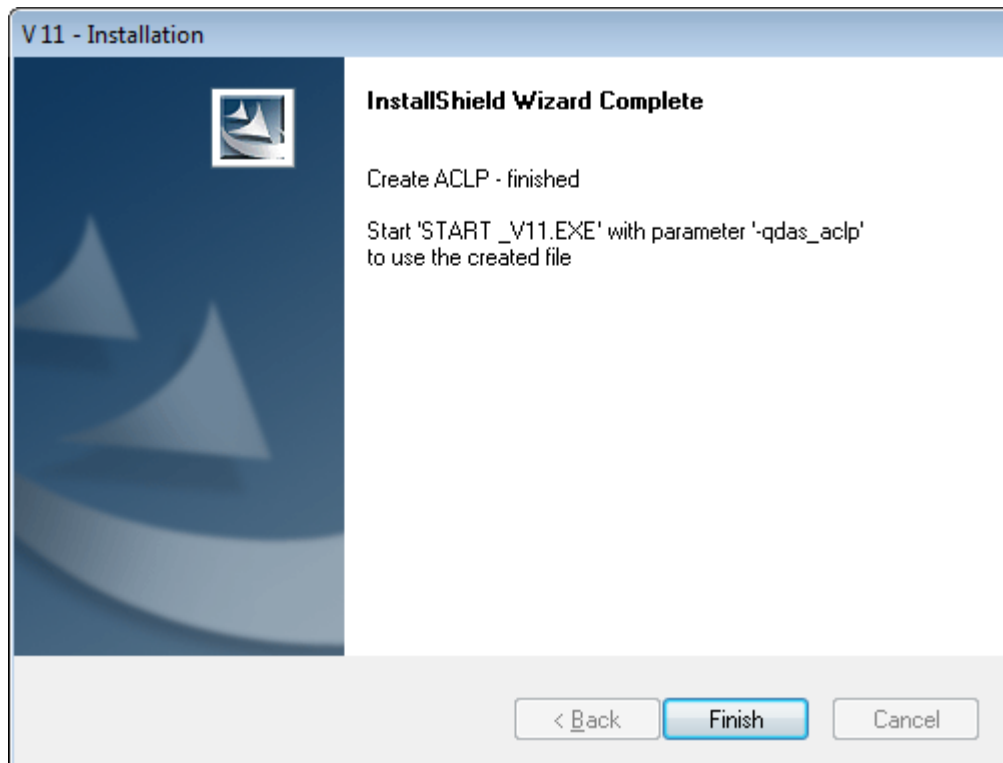 V 11 - Installation
InstallShield Wizard Complete
Create ACLP - finished
Start 'START _V11.EXE' with parameter '-qdas_aclp'
to use the created file
< Back
Finish
Cancel